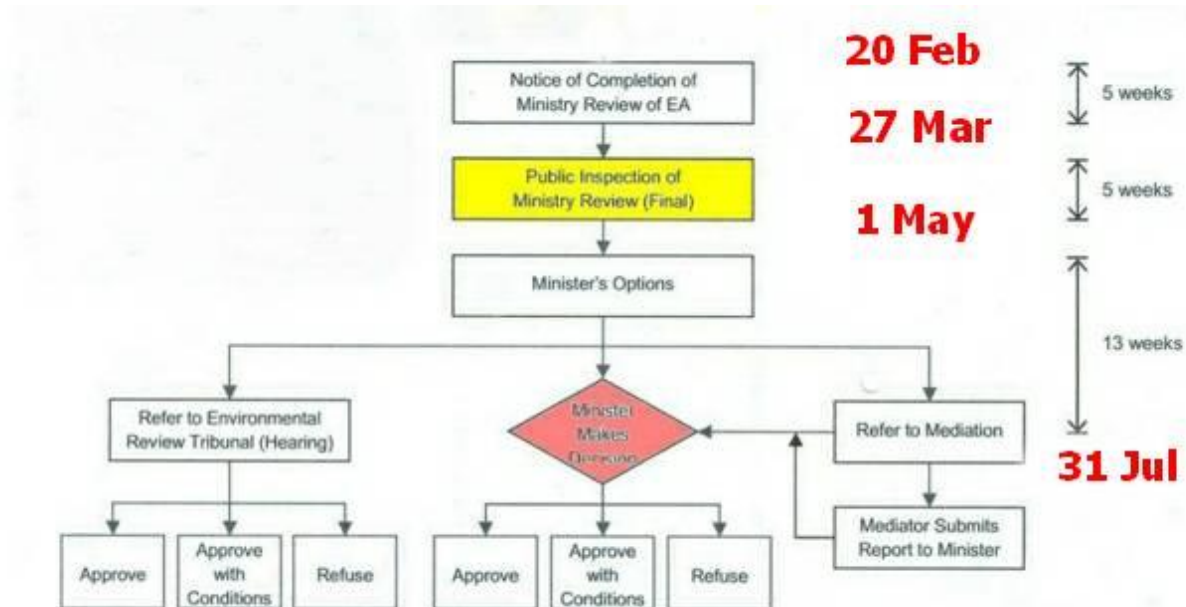 20 Feb
Notice of Completion of
Ministry Review of EA
5 weeks
27 Mar
Public Inspection of
Ministry Review (Final)
5 weeks
1 May
Minister's Options
13 weeks
Refer to Environmental
Review Tribunal (Hearing)
Minister
Makes
Decision
Refer to Mediation
31 Jul
Mediator Submits
Report to Minister
Approve
Approve
with
Conditions
Refuse
Approve
Approve
with
Conditions
Refuse